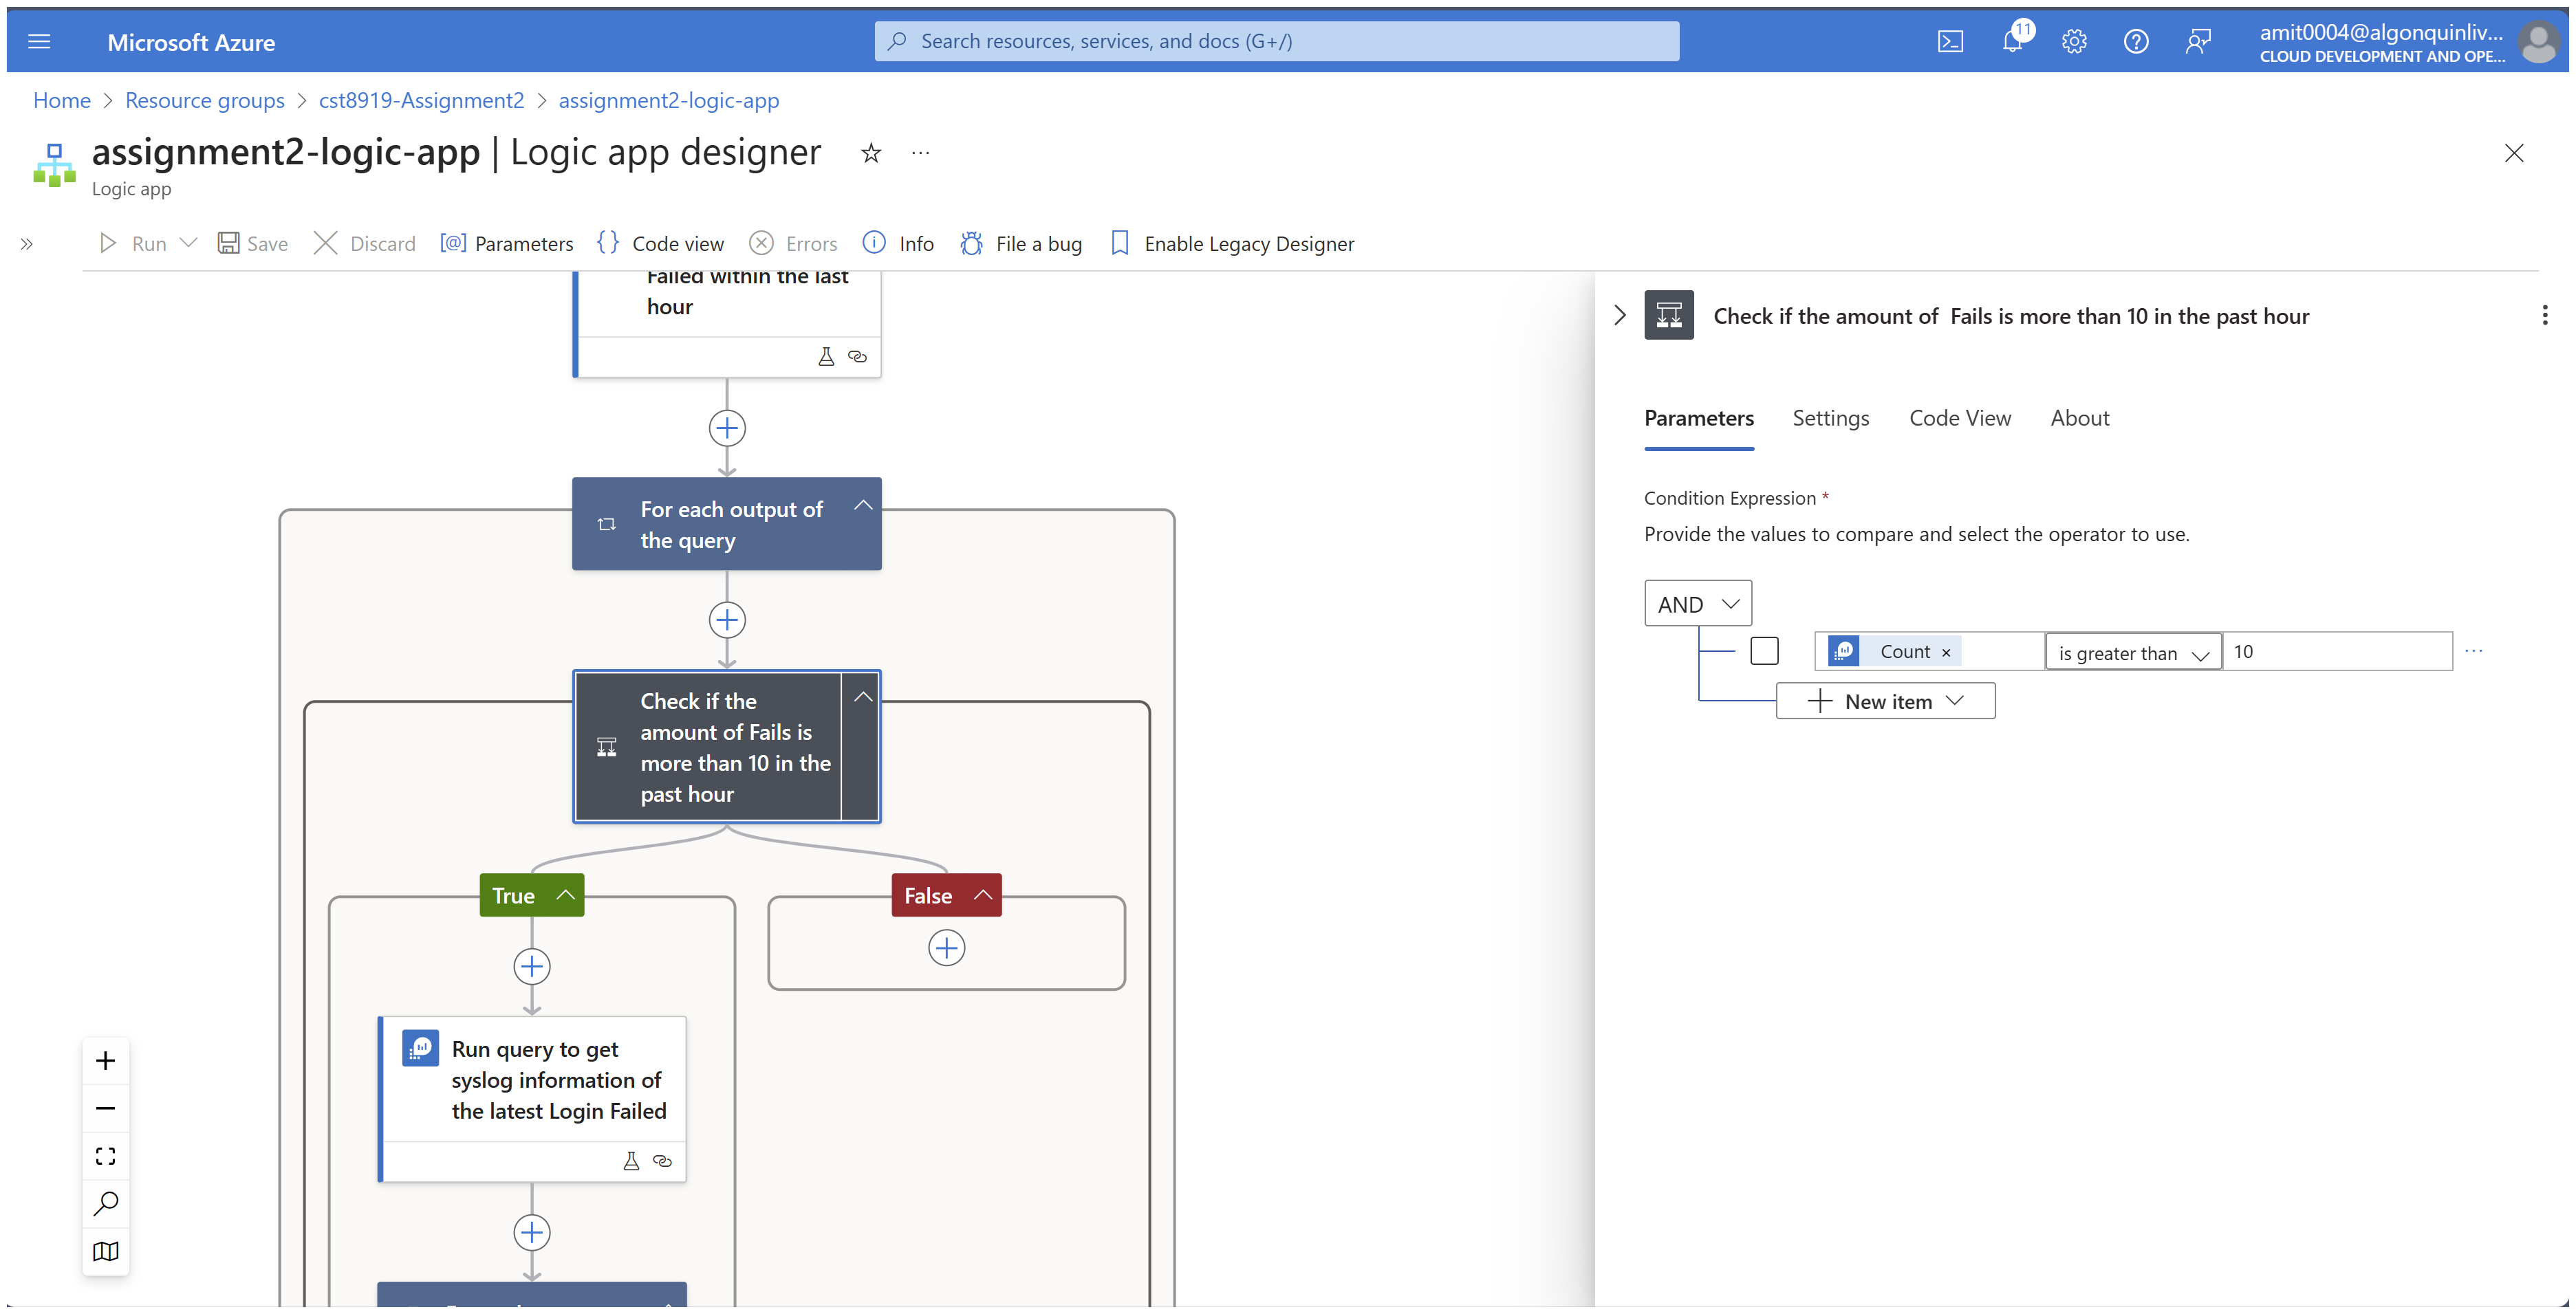 Microsoft Azure
Search resources, services, and docs (G+/)
11
amit0004@algonquinliv...
CLOUD DEVELOPMENT AND OPE...
Home > Resource groups > cst8919-Assignment2 > assignment2-logic-app
assignment2-logic-app | Logic app designer
Logic app
Run
Save
Discard
Parameters
Code view
Errors
Info
File a bug
Enable Legacy Designer
Failed within the last
hour
For each output of
the query
Check if the
amount of Fails is
more than 10 in the
past hour
True
False
Run query to get
syslog information of
the latest Login Failed
Check if the amount of  Fails is more than 10 in the past hour
Parameters
Settings
Code View
About
Condition Expression *
Provide the values to compare and select the operator to use.
AND
Count ×
is greater than
10
New item